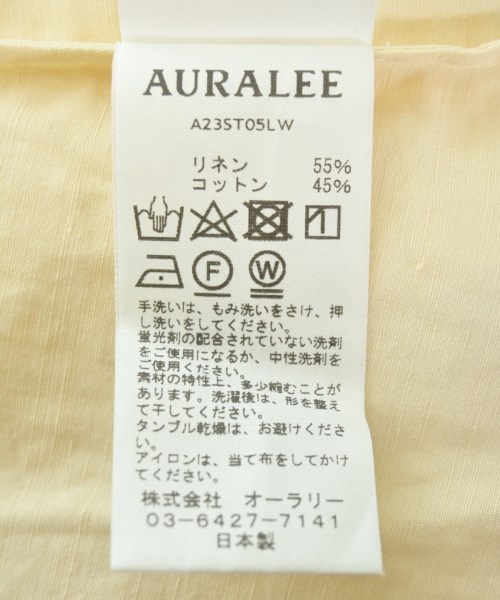 AURALEE
A23ST05LW
リネン 55%
コットン 45%
F W
手洗いは、もみ洗いをさけ、押
し洗いをしてください。
蛍光剤の配合されていない洗剤
をご使用になるか、中性洗剤を
ご使用ください。
素材の特性上、多少縮むことが
あります。洗濯後は、形を整え
て干してください。
タンブル乾燥は、お避けくださ
い。
アイロンは、当て布をしてかけ
てください。
株式会社 オーラリー
03-6427-7141
日本製